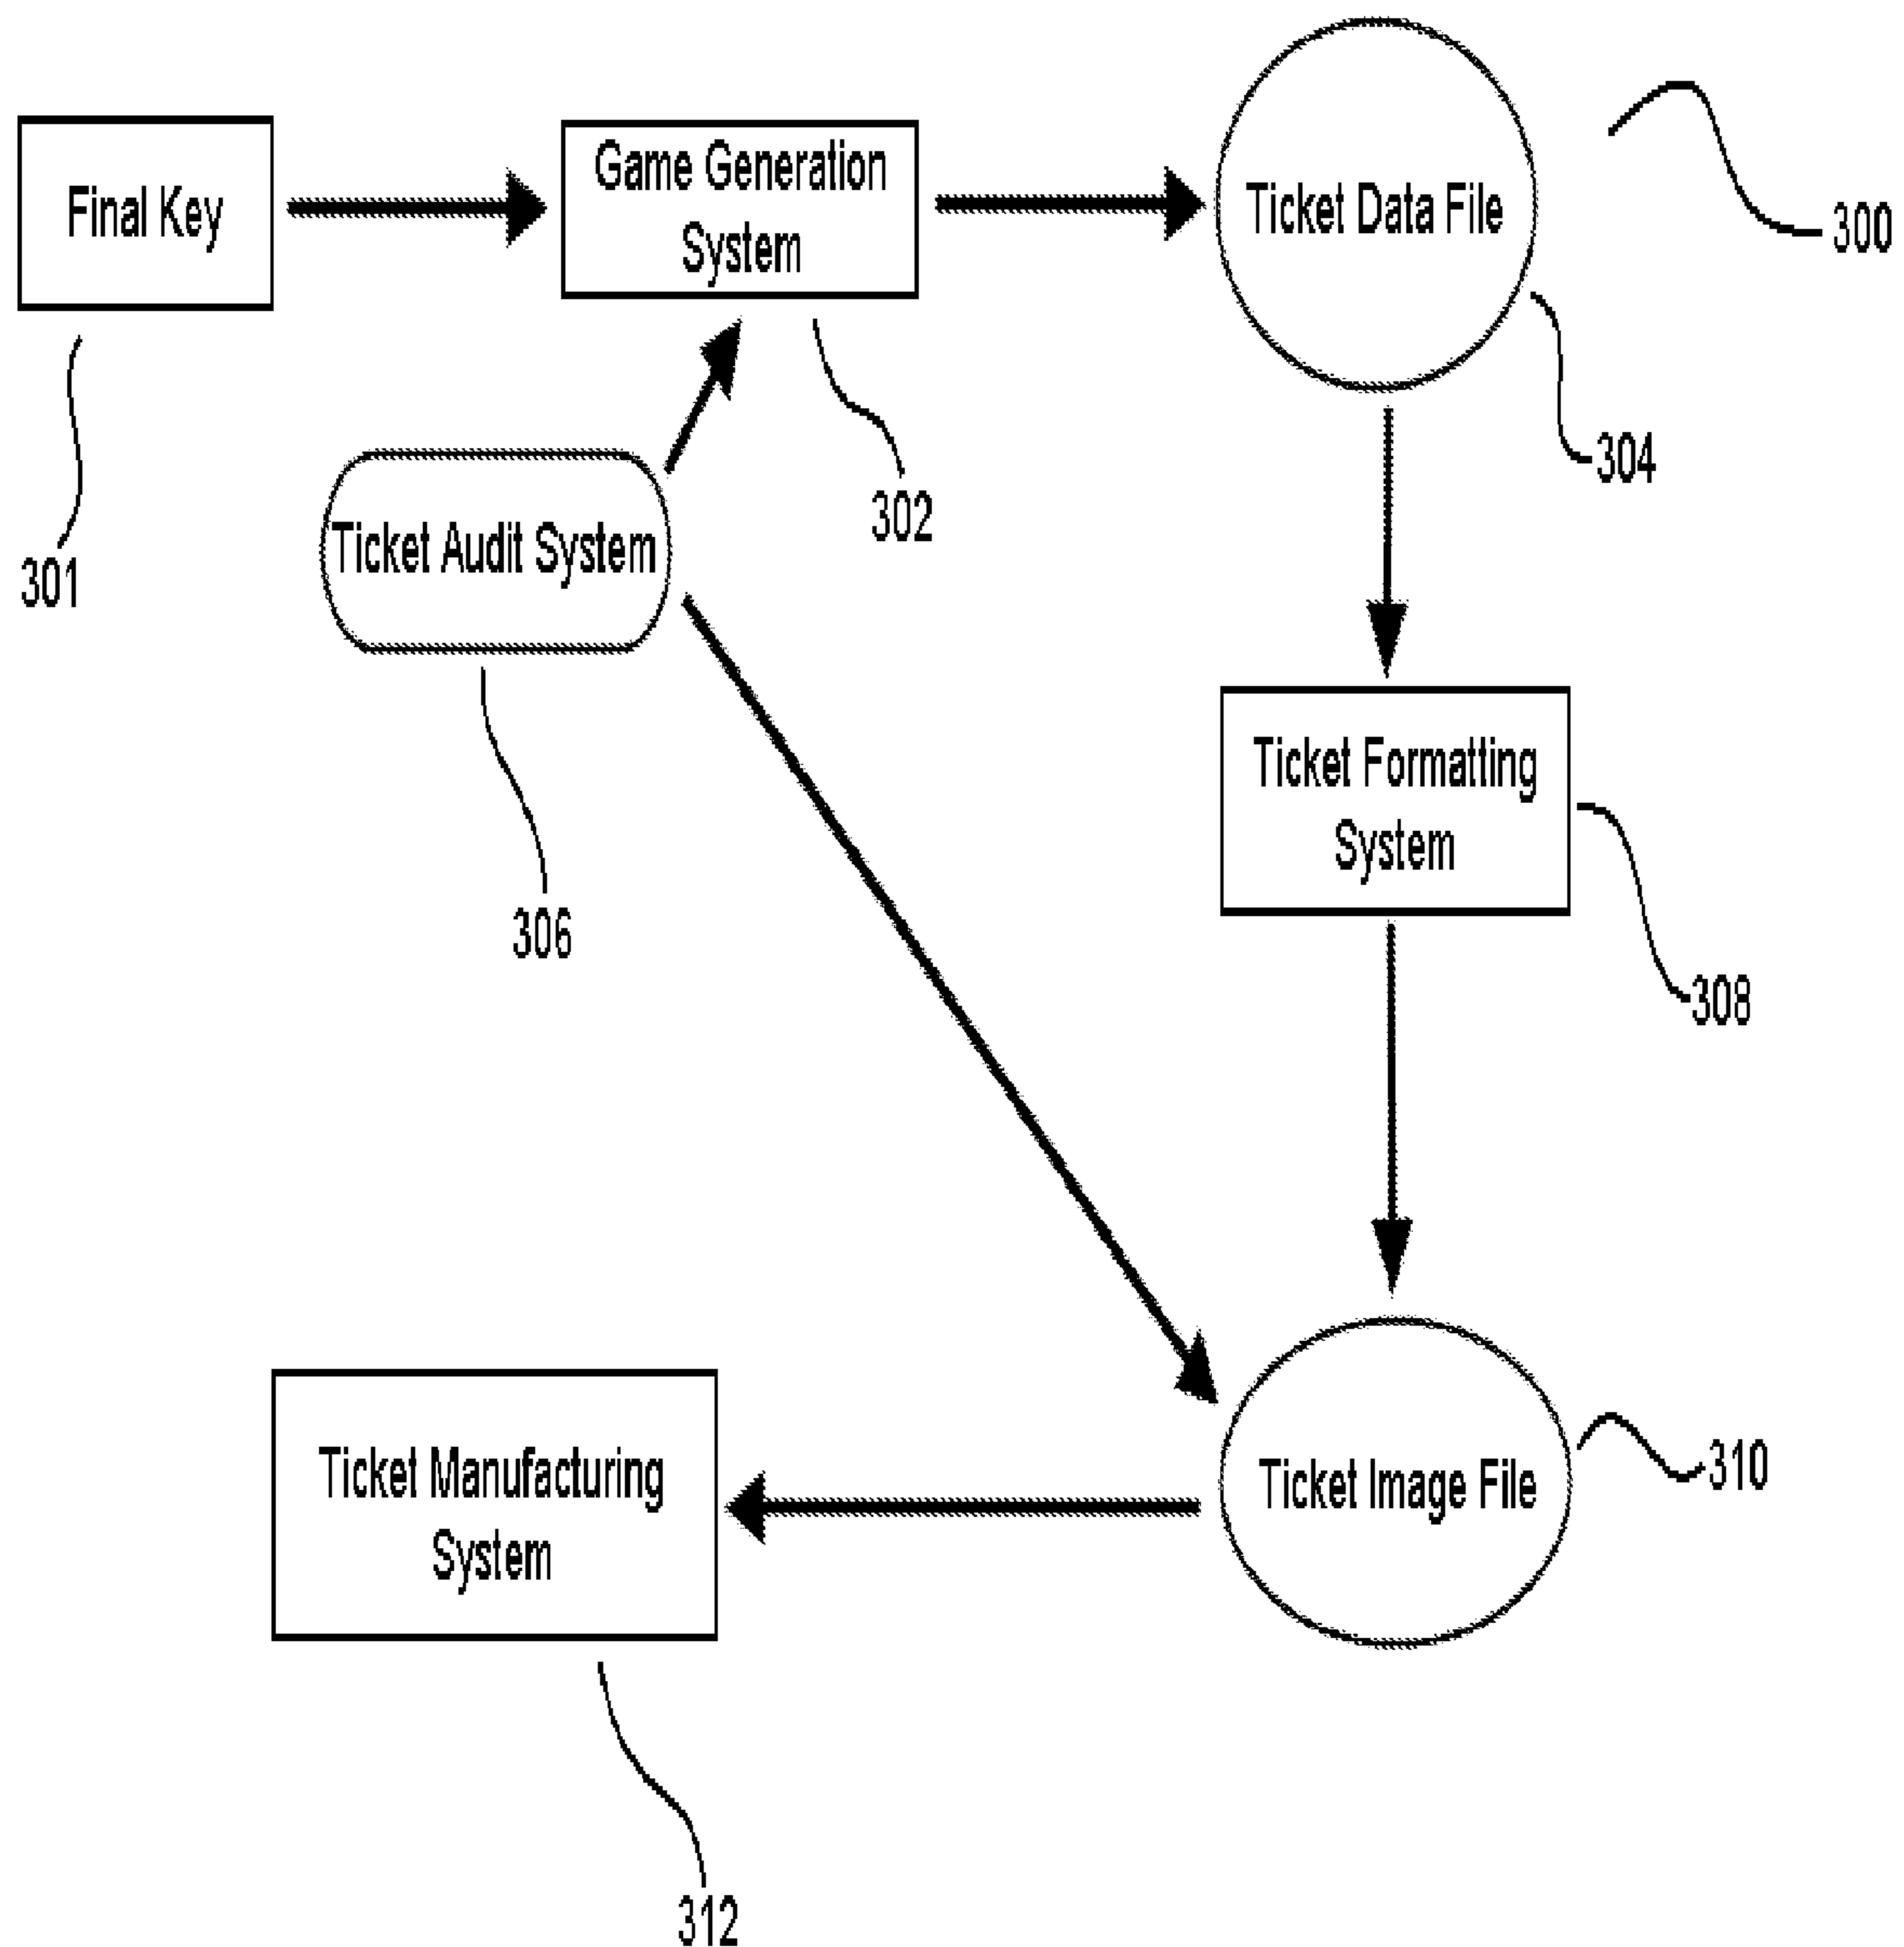 Final Key
Game Generation
System
Ticket Data File
300
304
302
Ticket Audit System
301
306
Ticket Formatting
System
308
Ticket Manufacturing
System
Ticket Image File
310
312